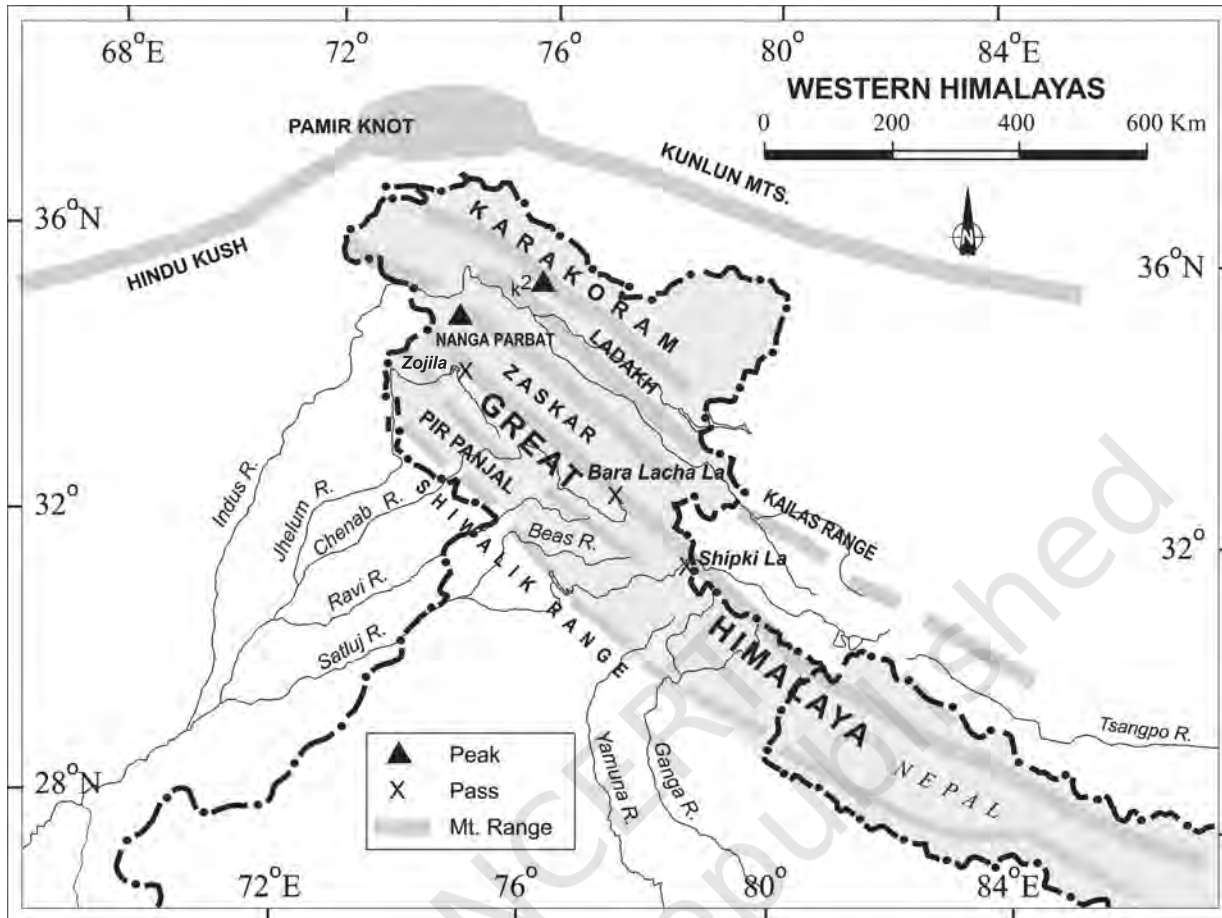 68°E 72° 76° 80° 84°E
WESTERN HIMALAYAS
0 200 400 600 Km
PAMIR KNOT
KUNLUN MTS.
HINDU KUSH
36°N
36°N
N
KARAKORAM
K2
LADAKH
NANGA PARBAT
Zojila
ZASKAR
GREAT
PIR PANJAL
Bara Lacha La
KAILAS RANGE
SHIWALIK RANGE
Indus R.
Jhelum R.
Chenab R.
Beas R.
Shipki La
32°
32°
Ravi R.
Satluj R.
HIMALAYA
Tsangpo R.
Yamuna R.
Ganga R.
NEPAL
28°N
28°N
Peak
Pass
Mt. Range
72°E 76° 80° 84°E
NCERT
published